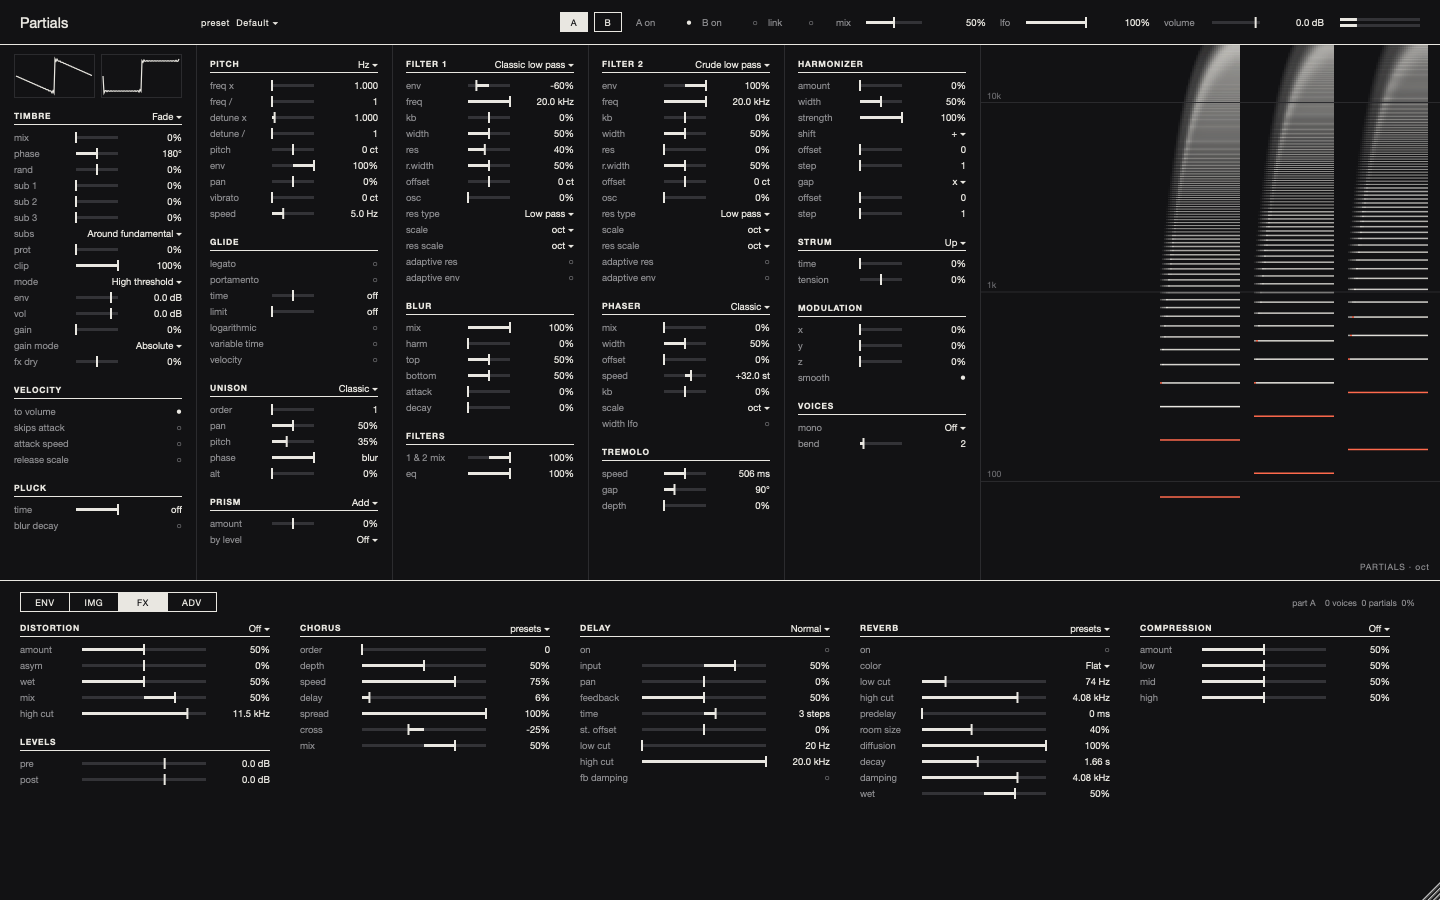 Partials
preset Default
A B A on B on link mix 50% lfo 100% volume 0.0 dB
TIMBRE Fade
mix 0%
phase 180°
rand 0%
sub 1 0%
sub 2 0%
sub 3 0%
subs Around fundamental
prot 0%
clip 100%
mode High threshold
env 0.0 dB
vol 0.0 dB
gain 0%
gain mode Absolute
fx dry 0%
VELOCITY
to volume
skips attack
attack speed
release scale
PLUCK
time off
blur decay
PITCH Hz
freq x 1.000
freq / 1
detune x 1.000
detune / 1
pitch 0 ct
env 100%
pan 0%
vibrato 0 ct
speed 5.0 Hz
GLIDE
legato
portamento
time off
limit off
logarithmic
variable time
velocity
UNISON Classic
order 1
pan 50%
pitch 35%
phase blur
alt 0%
PRISM Add
amount 0%
by level Off
FILTER 1 Classic low pass
env -60%
freq 20.0 kHz
kb 0%
width 50%
res 40%
r.width 50%
offset 0 ct
osc 0%
res type Low pass
scale oct
res scale oct
adaptive res
adaptive env
BLUR
mix 100%
harm 0%
top 50%
bottom 50%
attack 0%
decay 0%
FILTERS
1 & 2 mix 100%
eq 100%
FILTER 2 Crude low pass
env 100%
freq 20.0 kHz
kb 0%
width 50%
res 0%
r.width 50%
offset 0 ct
osc 0%
res type Low pass
scale oct
res scale oct
adaptive res
adaptive env
PHASER Classic
mix 0%
width 50%
offset 0%
speed +32.0 st
kb 0%
scale oct
width lfo
TREMOLO
speed 506 ms
gap 90°
depth 0%
HARMONIZER
amount 0%
width 50%
strength 100%
shift +
offset 0
step 1
gap x
offset 0
step 1
STRUM Up
time 0%
tension 0%
MODULATION
x 0%
y 0%
z 0%
smooth
VOICES
mono Off
bend 2
10k
1k
100
PARTIALS · oct
ENV IMG FX ADV
part A 0 voices 0 partials 0%
DISTORTION Off
amount 50%
asym 0%
wet 50%
mix 50%
high cut 11.5 kHz
LEVELS
pre 0.0 dB
post 0.0 dB
CHORUS presets
order 0
depth 50%
speed 75%
delay 6%
spread 100%
cross -25%
mix 50%
DELAY Normal
on
input 50%
pan 0%
feedback 50%
time 3 steps
st. offset 0%
low cut 20 Hz
high cut 20.0 kHz
fb damping
REVERB presets
on
color Flat
low cut 74 Hz
high cut 4.08 kHz
predelay 0 ms
room size 40%
diffusion 100%
decay 1.66 s
damping 4.08 kHz
wet 50%
COMPRESSION Off
amount 50%
low 50%
mid 50%
high 50%